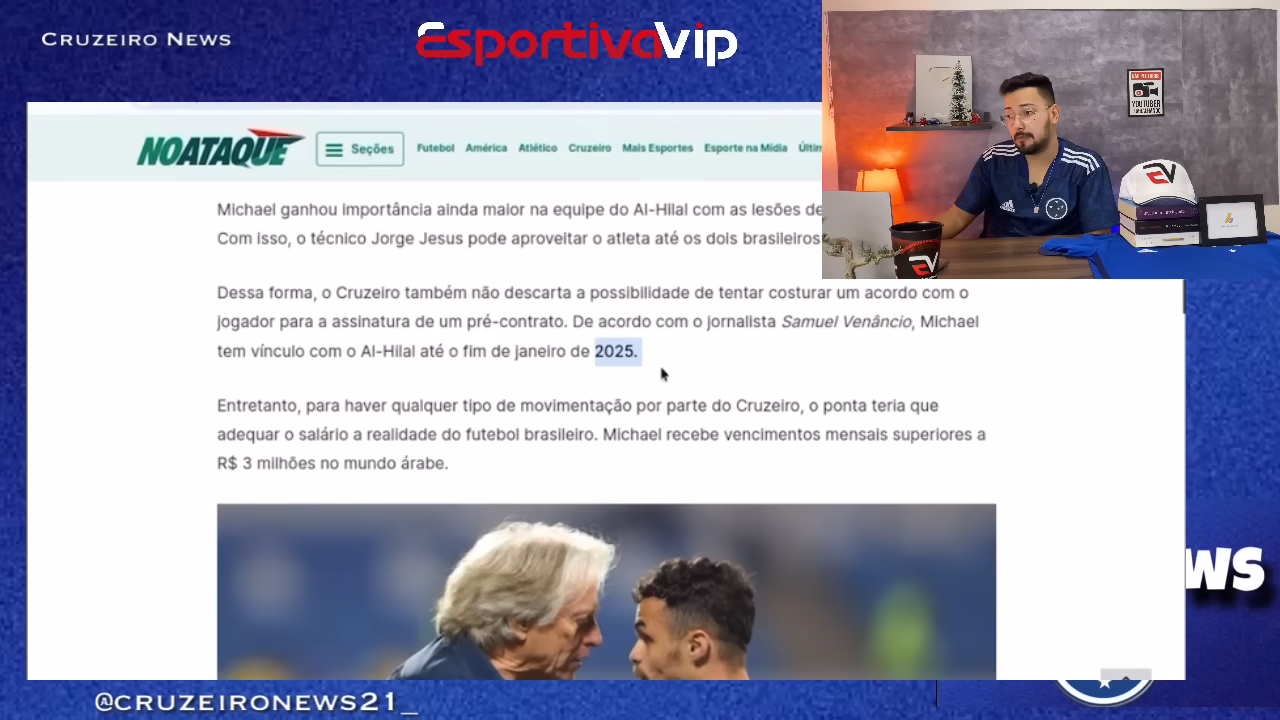 Cruzeiro News
EsportivaVip
NOATAQUE
Seções
Futebol América Atlético Cruzeiro Mais Esportes Esporte na Mídia
YOUTUBER
Michael ganhou importância ainda maior na equipe do Al-Hilal com as lesões de
Com isso, o técnico Jorge Jesus pode aproveitar o atleta até os dois brasileiros
Dessa forma, o Cruzeiro também não descarta a possibilidade de tentar costurar um acordo com o
jogador para a assinatura de um pré-contrato. De acordo com o jornalista Samuel Venâncio, Michael
tem vínculo com o Al-Hilal até o fim de janeiro de 2025.
Entretanto, para haver qualquer tipo de movimentação por parte do Cruzeiro, o ponta teria que
adequar o salário a realidade do futebol brasileiro. Michael recebe vencimentos mensais superiores a
R$ 3 milhões no mundo árabe.
WS
@cruzeironews21_